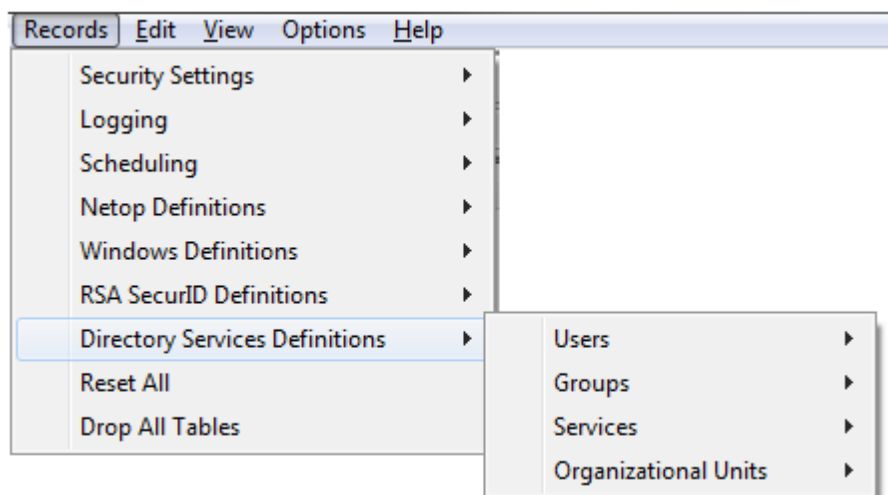 Records Edit View Options Help
Security Settings
Logging
Scheduling
Netop Definitions
Windows Definitions
RSA SecurID Definitions
Directory Services Definitions
Reset All
Drop All Tables
Users
Groups
Services
Organizational Units